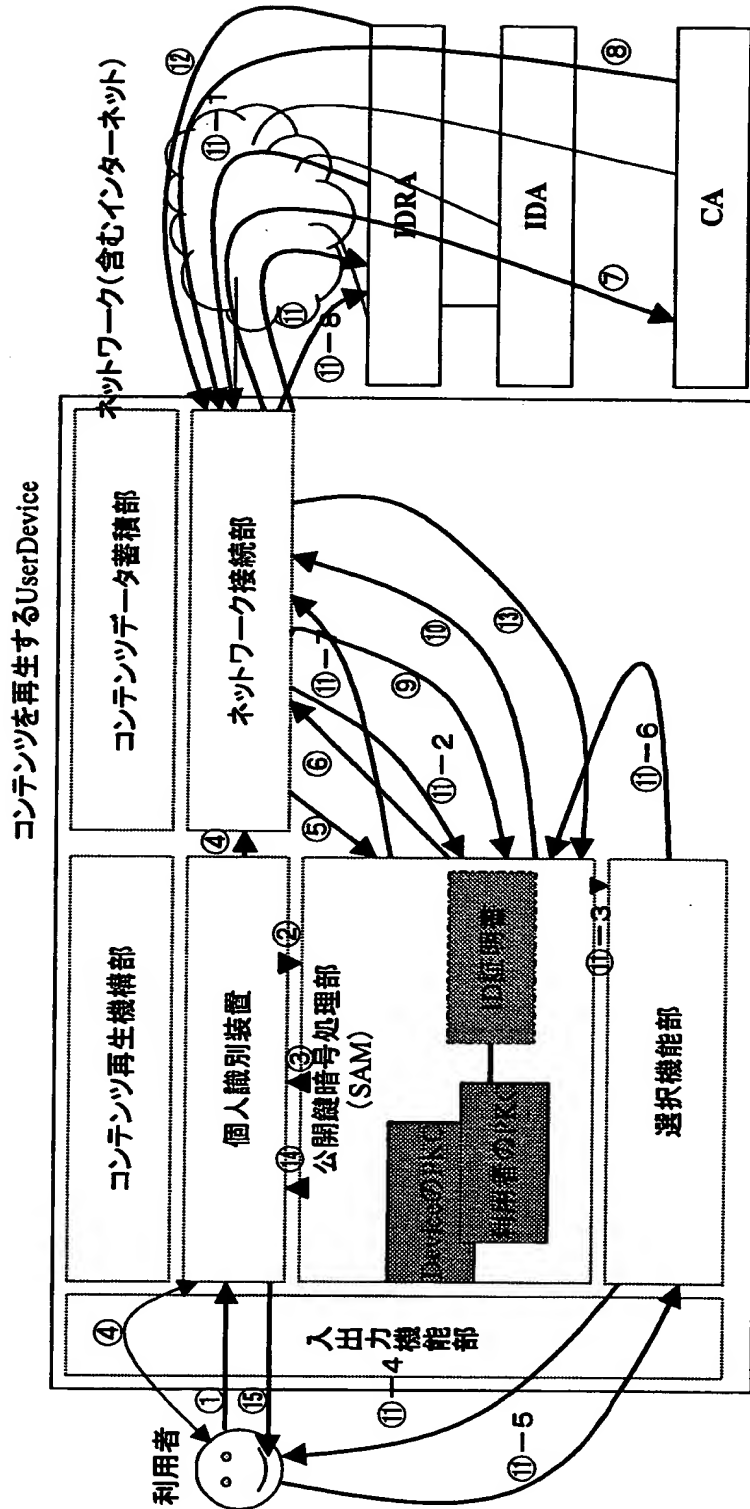 コンテンツを再生するUserDevice
ネットワーク(含むインターネット)
コンテンツ再生機構部
コンテンツデータ蓄積部
個人識別装置
ネットワーク接続部
公開鍵暗号処理部
(SAM)
DeviceのPKC
利用者のPKC
ID証明書
選択機能部
入出力機能部
利用者
IDRA
IDA
CA
①
②
③
④
④
⑤
⑥
⑦
⑧
⑨
⑩
⑪
⑪-1
⑪-2
⑪-3
⑪-4
⑪-5
⑪-6
⑪-7
⑪-8
⑫
⑬
⑭
⑮